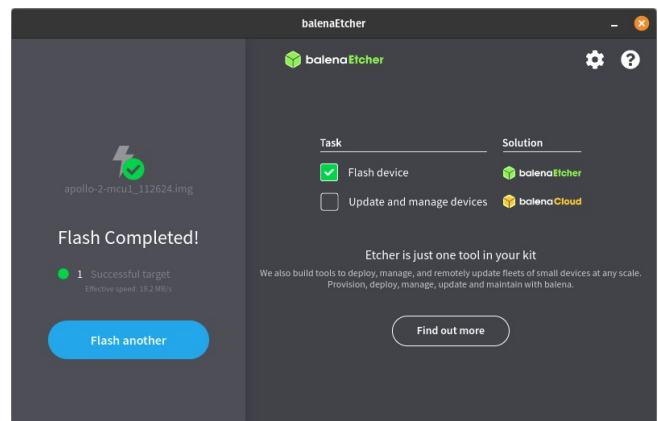 balenaEtcher
balenaEtcher
apollo-2-mcu1_112624.img
Flash Completed!
1 Successful target
Effective speed: 19.2 MB/s
Flash another
Task Solution
Flash device balenaEtcher
Update and manage devices balenaCloud
Etcher is just one tool in your kit
We also build tools to deploy, manage, and remotely update fleets of small devices at any scale.
Provision, deploy, manage, update and maintain with balena.
Find out more